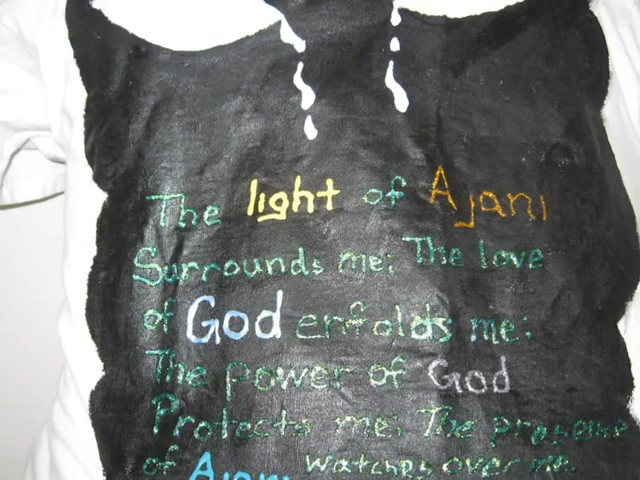 The light of Ajani
Surrounds me; The love
of God enfolds me;
The power of God
Protects me; The presence
of Ajani watches over me.